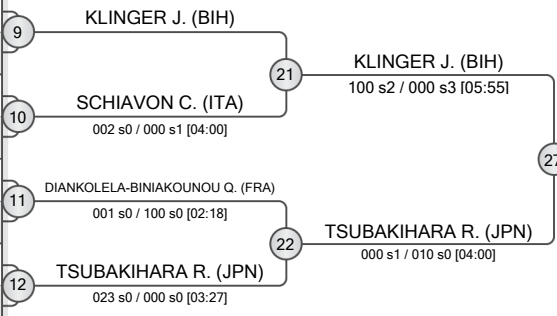 9
KLINGER J. (BIH)
21
KLINGER J. (BIH)
100 s2 / 000 s3 [05:55]
10
SCHIAVON C. (ITA)
002 s0 / 000 s1 [04:00]
27
11
DIANKOLELA-BINIAKOUNOU Q. (FRA)
001 s0 / 100 s0 [02:18]
22
TSUBAKIHARA R. (JPN)
000 s1 / 010 s0 [04:00]
12
TSUBAKIHARA R. (JPN)
023 s0 / 000 s0 [03:27]